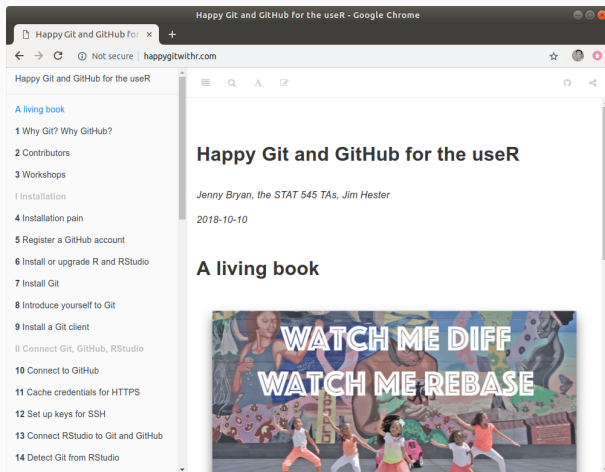 Happy Git and GitHub for the useR - Google Chrome
Happy Git and GitHub for
Not secure | happygitwithr.com
Happy Git and GitHub for the useR
A living book
1 Why Git? Why GitHub?
2 Contributors
3 Workshops
I Installation
4 Installation pain
5 Register a GitHub account
6 Install or upgrade R and RStudio
7 Install Git
8 Introduce yourself to Git
9 Install a Git client
II Connect Git, GitHub, RStudio
10 Connect to GitHub
11 Cache credentials for HTTPS
12 Set up keys for SSH
13 Connect RStudio to Git and GitHub
14 Detect Git from RStudio
A
Happy Git and GitHub for the useR
Jenny Bryan, the STAT 545 TAs, Jim Hester
2018-10-10
A living book
WATCH ME DIFF
WATCH ME REBASE